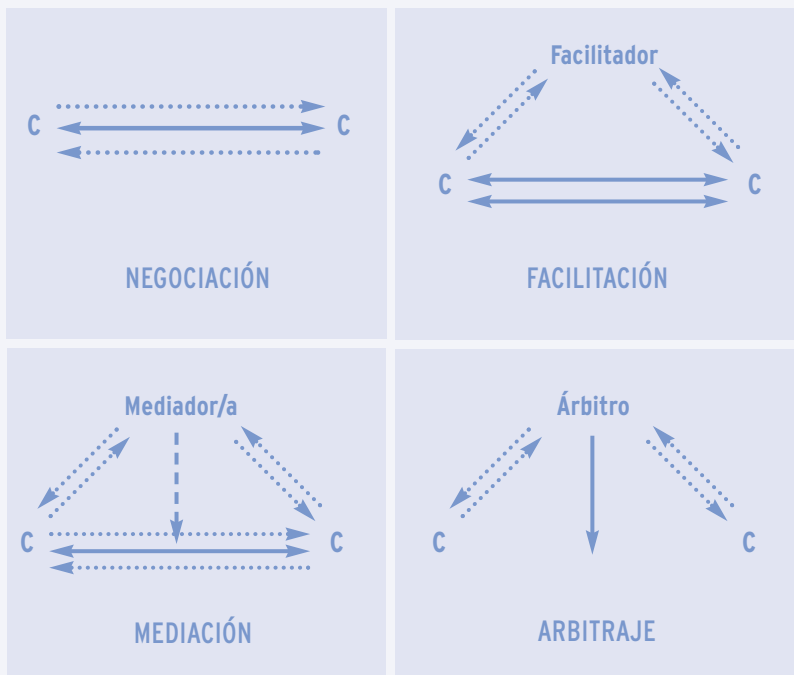 C
C
NEGOCIACIÓN
Facilitador
C
C
FACILITACIÓN
Mediador/a
C
C
MEDIACIÓN
Árbitro
C
C
ARBITRAJE